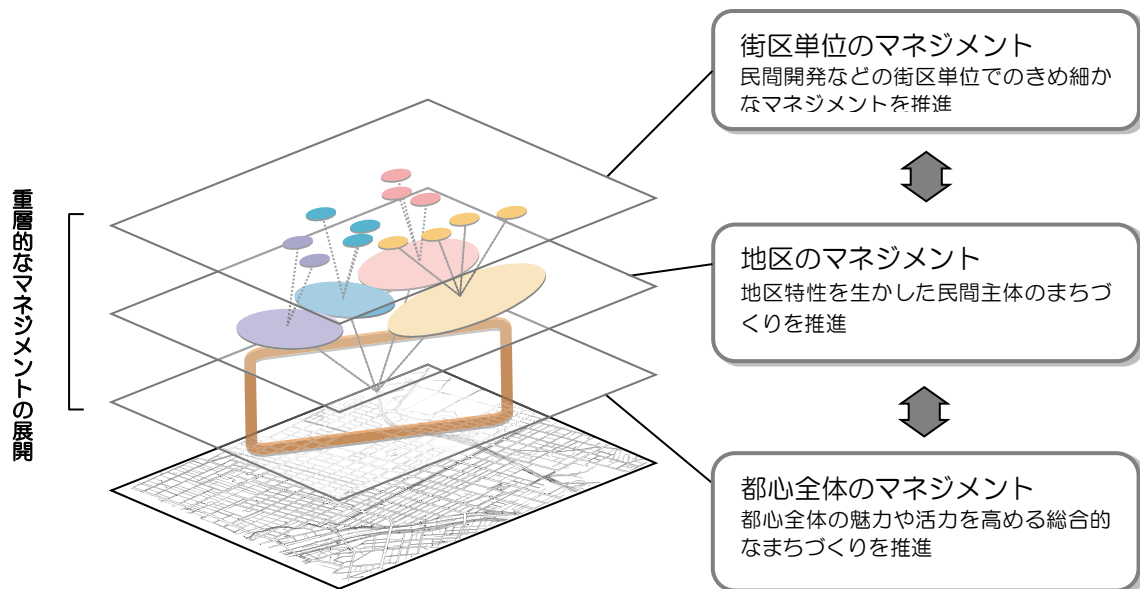 重層的なマネジメントの展開
街区単位のマネジメント
民間開発などの街区単位でのきめ細か
なマネジメントを推進
地区のマネジメント
地区特性を生かした民間主体のまちづ
くりを推進
都心全体のマネジメント
都心全体の魅力や活力を高める総合的
なまちづくりを推進